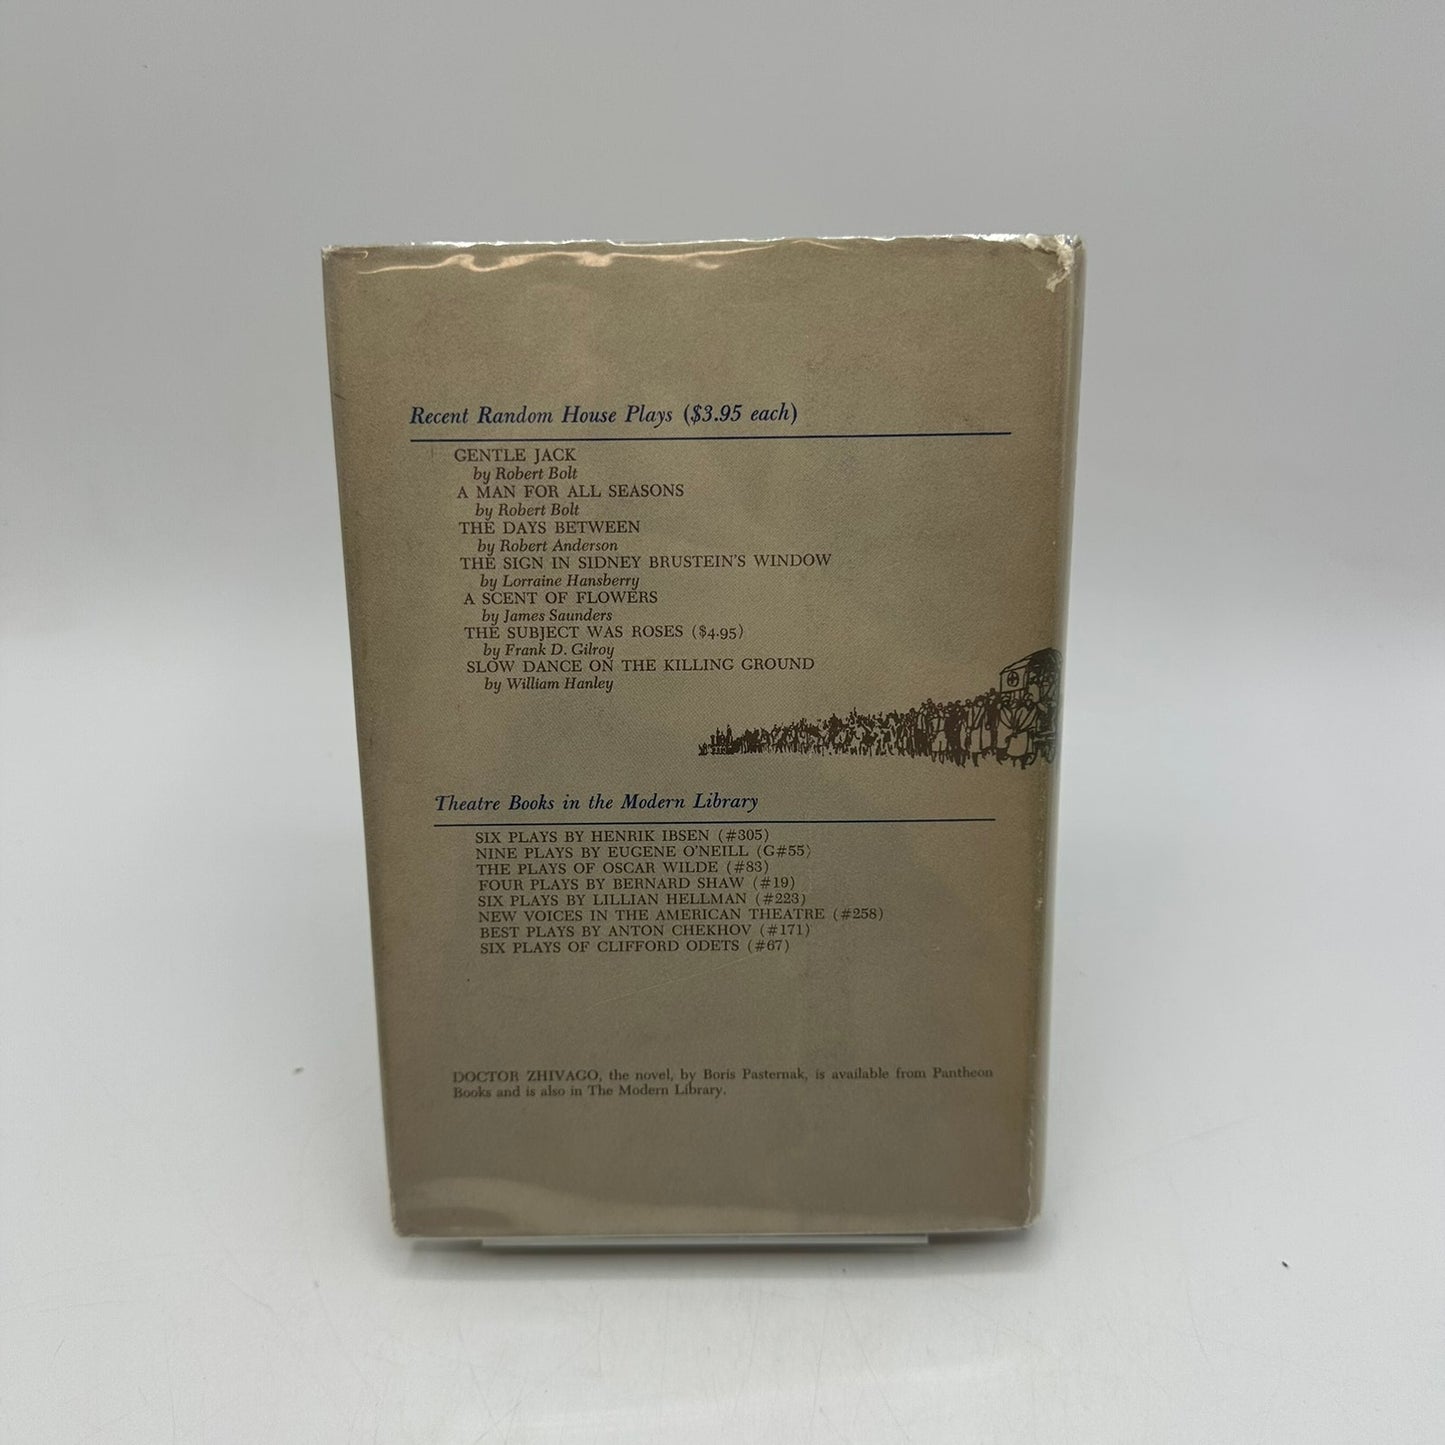 Recent Random House Plays ($3.95 each)
GENTLE JACK
by Robert Bolt
A MAN FOR ALL SEASONS
by Robert Bolt
THE DAYS BETWEEN
by Robert Anderson
THE SIGN IN SIDNEY BRUSTEIN'S WINDOW
by Lorraine Hansberry
A SCENT OF FLOWERS
by James Saunders
THE SUBJECT WAS ROSES ($4.95)
by Frank D. Gilroy
SLOW DANCE ON THE KILLING GROUND
by William Hanley
Theatre Books in the Modern Library
SIX PLAYS BY HENRIK IBSEN (#305)
NINE PLAYS BY EUGENE O'NEILL (G#55)
THE PLAYS OF OSCAR WILDE (#83)
FOUR PLAYS BY BERNARD SHAW (#19)
SIX PLAYS BY LILLIAN HELLMAN (#223)
NEW VOICES IN THE AMERICAN THEATRE (#258)
BEST PLAYS BY ANTON CHEKHOV (#171)
SIX PLAYS OF CLIFFORD ODETS (#67)
DOCTOR ZHIVAGO, the novel, by Boris Pasternak, is available from Pantheon
Books and is also in The Modern Library.